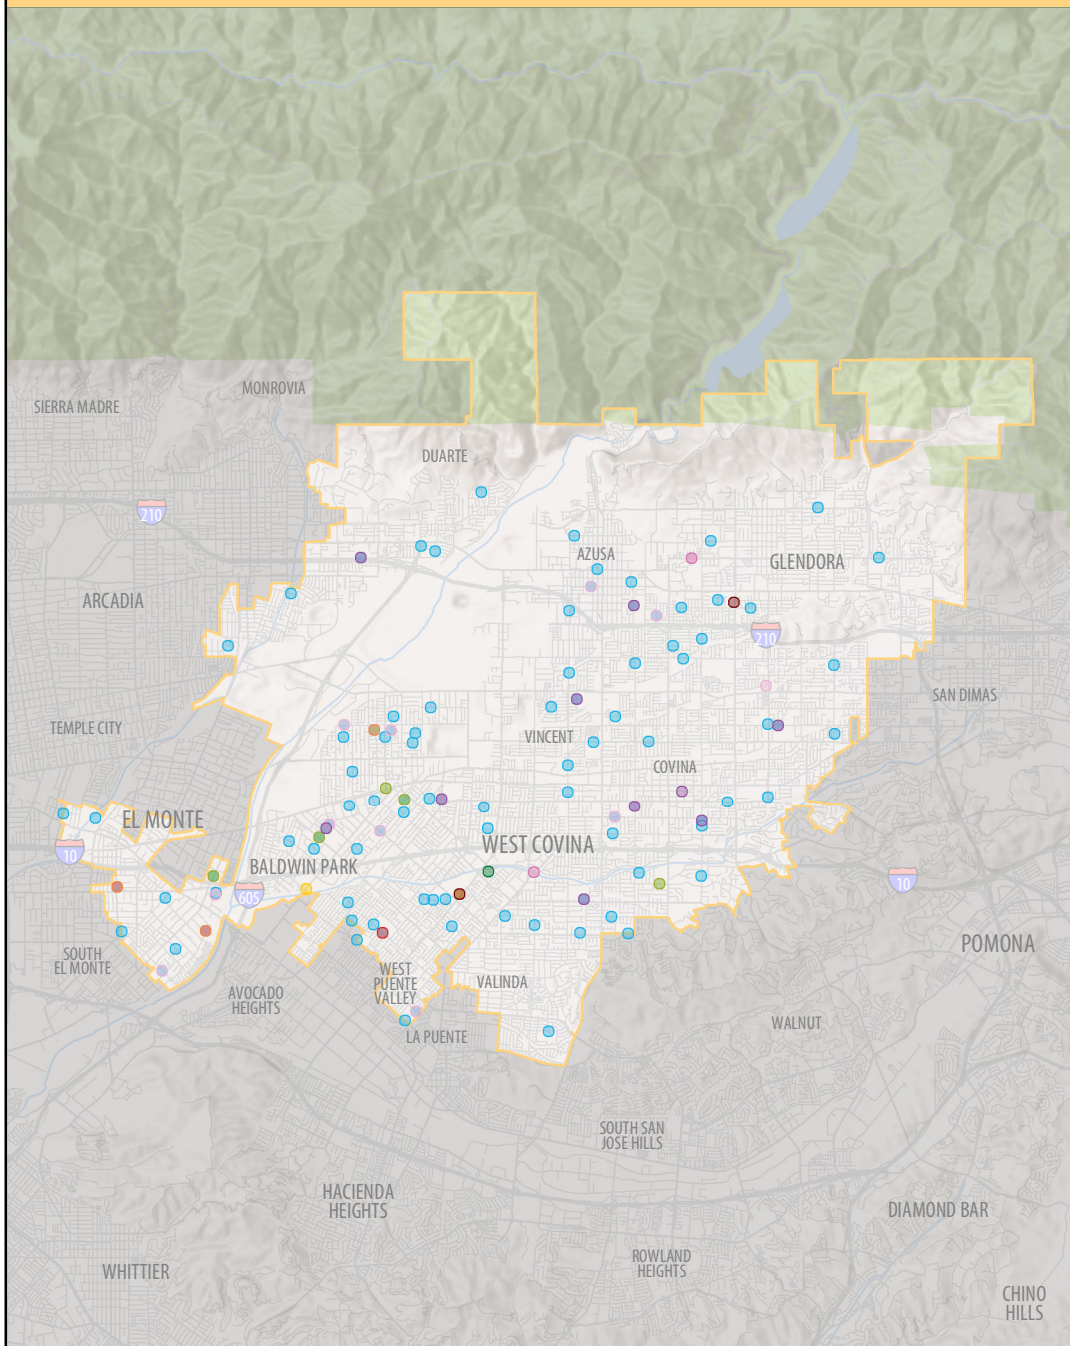 MONROVIA
SIERRA MADRE
DUARTE
210
AZUSA
GLENDORA
ARCADIA
210
SAN DIMAS
TEMPLE CITY
VINCENT
COVINA
EL MONTE
WEST COVINA
10
BALDWIN PARK
10
605
POMONA
SOUTH
EL MONTE
WEST
PUENTE
VALLEY
VALINDA
AVOCADO
HEIGHTS
WALNUT
LA PUENTE
SOUTH SAN
JOSE HILLS
HACIENDA
HEIGHTS
DIAMOND BAR
ROWLAND
HEIGHTS
WHITTIER
CHINO
HILLS